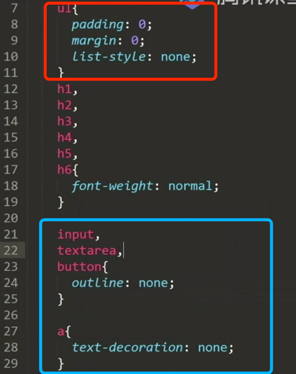 7 ul{
8 padding: 0;
9 margin: 0;
10 list-style: none;
11 }
12 h1,
13 h2,
14 h3,
15 h4,
16 h5,
17 h6{
18 font-weight: normal;
19 }
20
21 input,
22 textarea,
23 button{
24 outline: none;
25 }
26
27 a{
28 text-decoration: none;
29 }